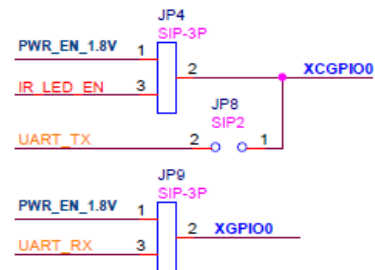 JP4
SIP-3P
PWR_EN_1.8V 1
2 XCGPIO0
IR_LED_EN 3
JP8
SIP2
UART_TX 2 1
JP9
SIP-3P
PWR_EN_1.8V 1
2 XGPIO0
UART_RX 3